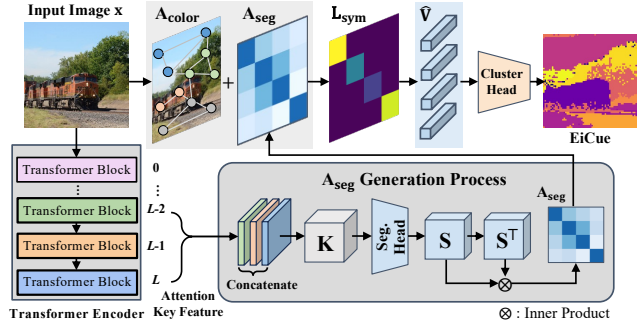 Input Image x
A_color
+
A_seg
L_sym
V̂
Cluster
Head
EiCue
Transformer Block
0
⋮
⋮
Transformer Block
L-2
Transformer Block
L-1
Transformer Block
L
Transformer Encoder
Attention
Key Feature
A_seg Generation Process
Concatenate
K
Seg.
Head
S
S^T
A_seg
⊗ : Inner Product